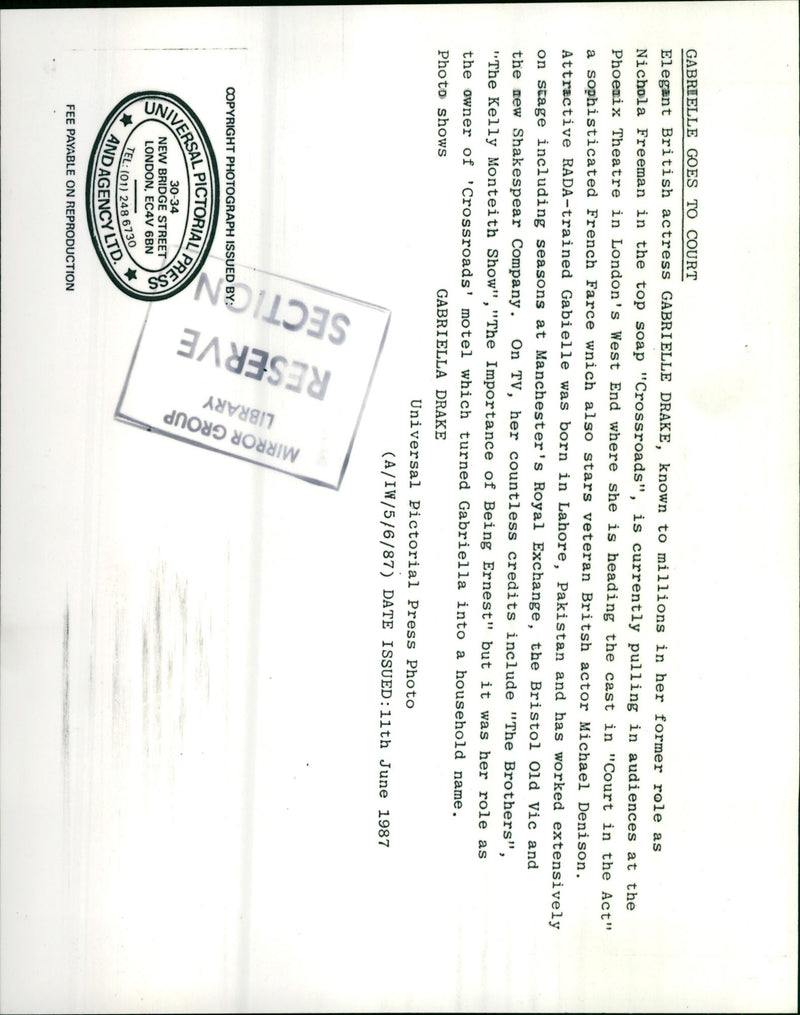 GABRIELLE GOES TO COURT
Elegant British actress GABRIELLE DRAKE, known to millions in her former role as
Nichola Freeman in the top soap "Crossroads", is currently pulling in audiences at the
Phoenix Theatre in London's West End where she is heading the cast in "Court in the Act"
a sophisticated French Farce wnich also stars veteran Britsh actor Michael Denison.
Attractive RADA-trained Gabielle was born in Lahore, Pakistan and has worked extensively
on stage including seasons at Manchester's Royal Exchange, the Bristol Old Vic and
the new Shakespear Company. On TV, her countless credits include "The Brothers",
"The Kelly Monteith Show","The Importance of Being Ernest" but it was her role as
the owner of 'Crossroads' motel which turned Gabriella into a household name.
Photo shows GABRIELLA DRAKE
Universal Pictorial Press Photo
(A/IW/5/6/87) DATE ISSUED:11th June 1987
COPYRIGHT PHOTOGRAPH ISSUED BY:
UNIVERSAL PICTORIAL PRESS
30-34
NEW BRIDGE STREET
LONDON, EC4V 6BN
TEL: (01) 248 6730
AND AGENCY LTD.
FEE PAYABLE ON REPRODUCTION
MIRROR GROUP
LIBRARY
RESERVE
SECTION